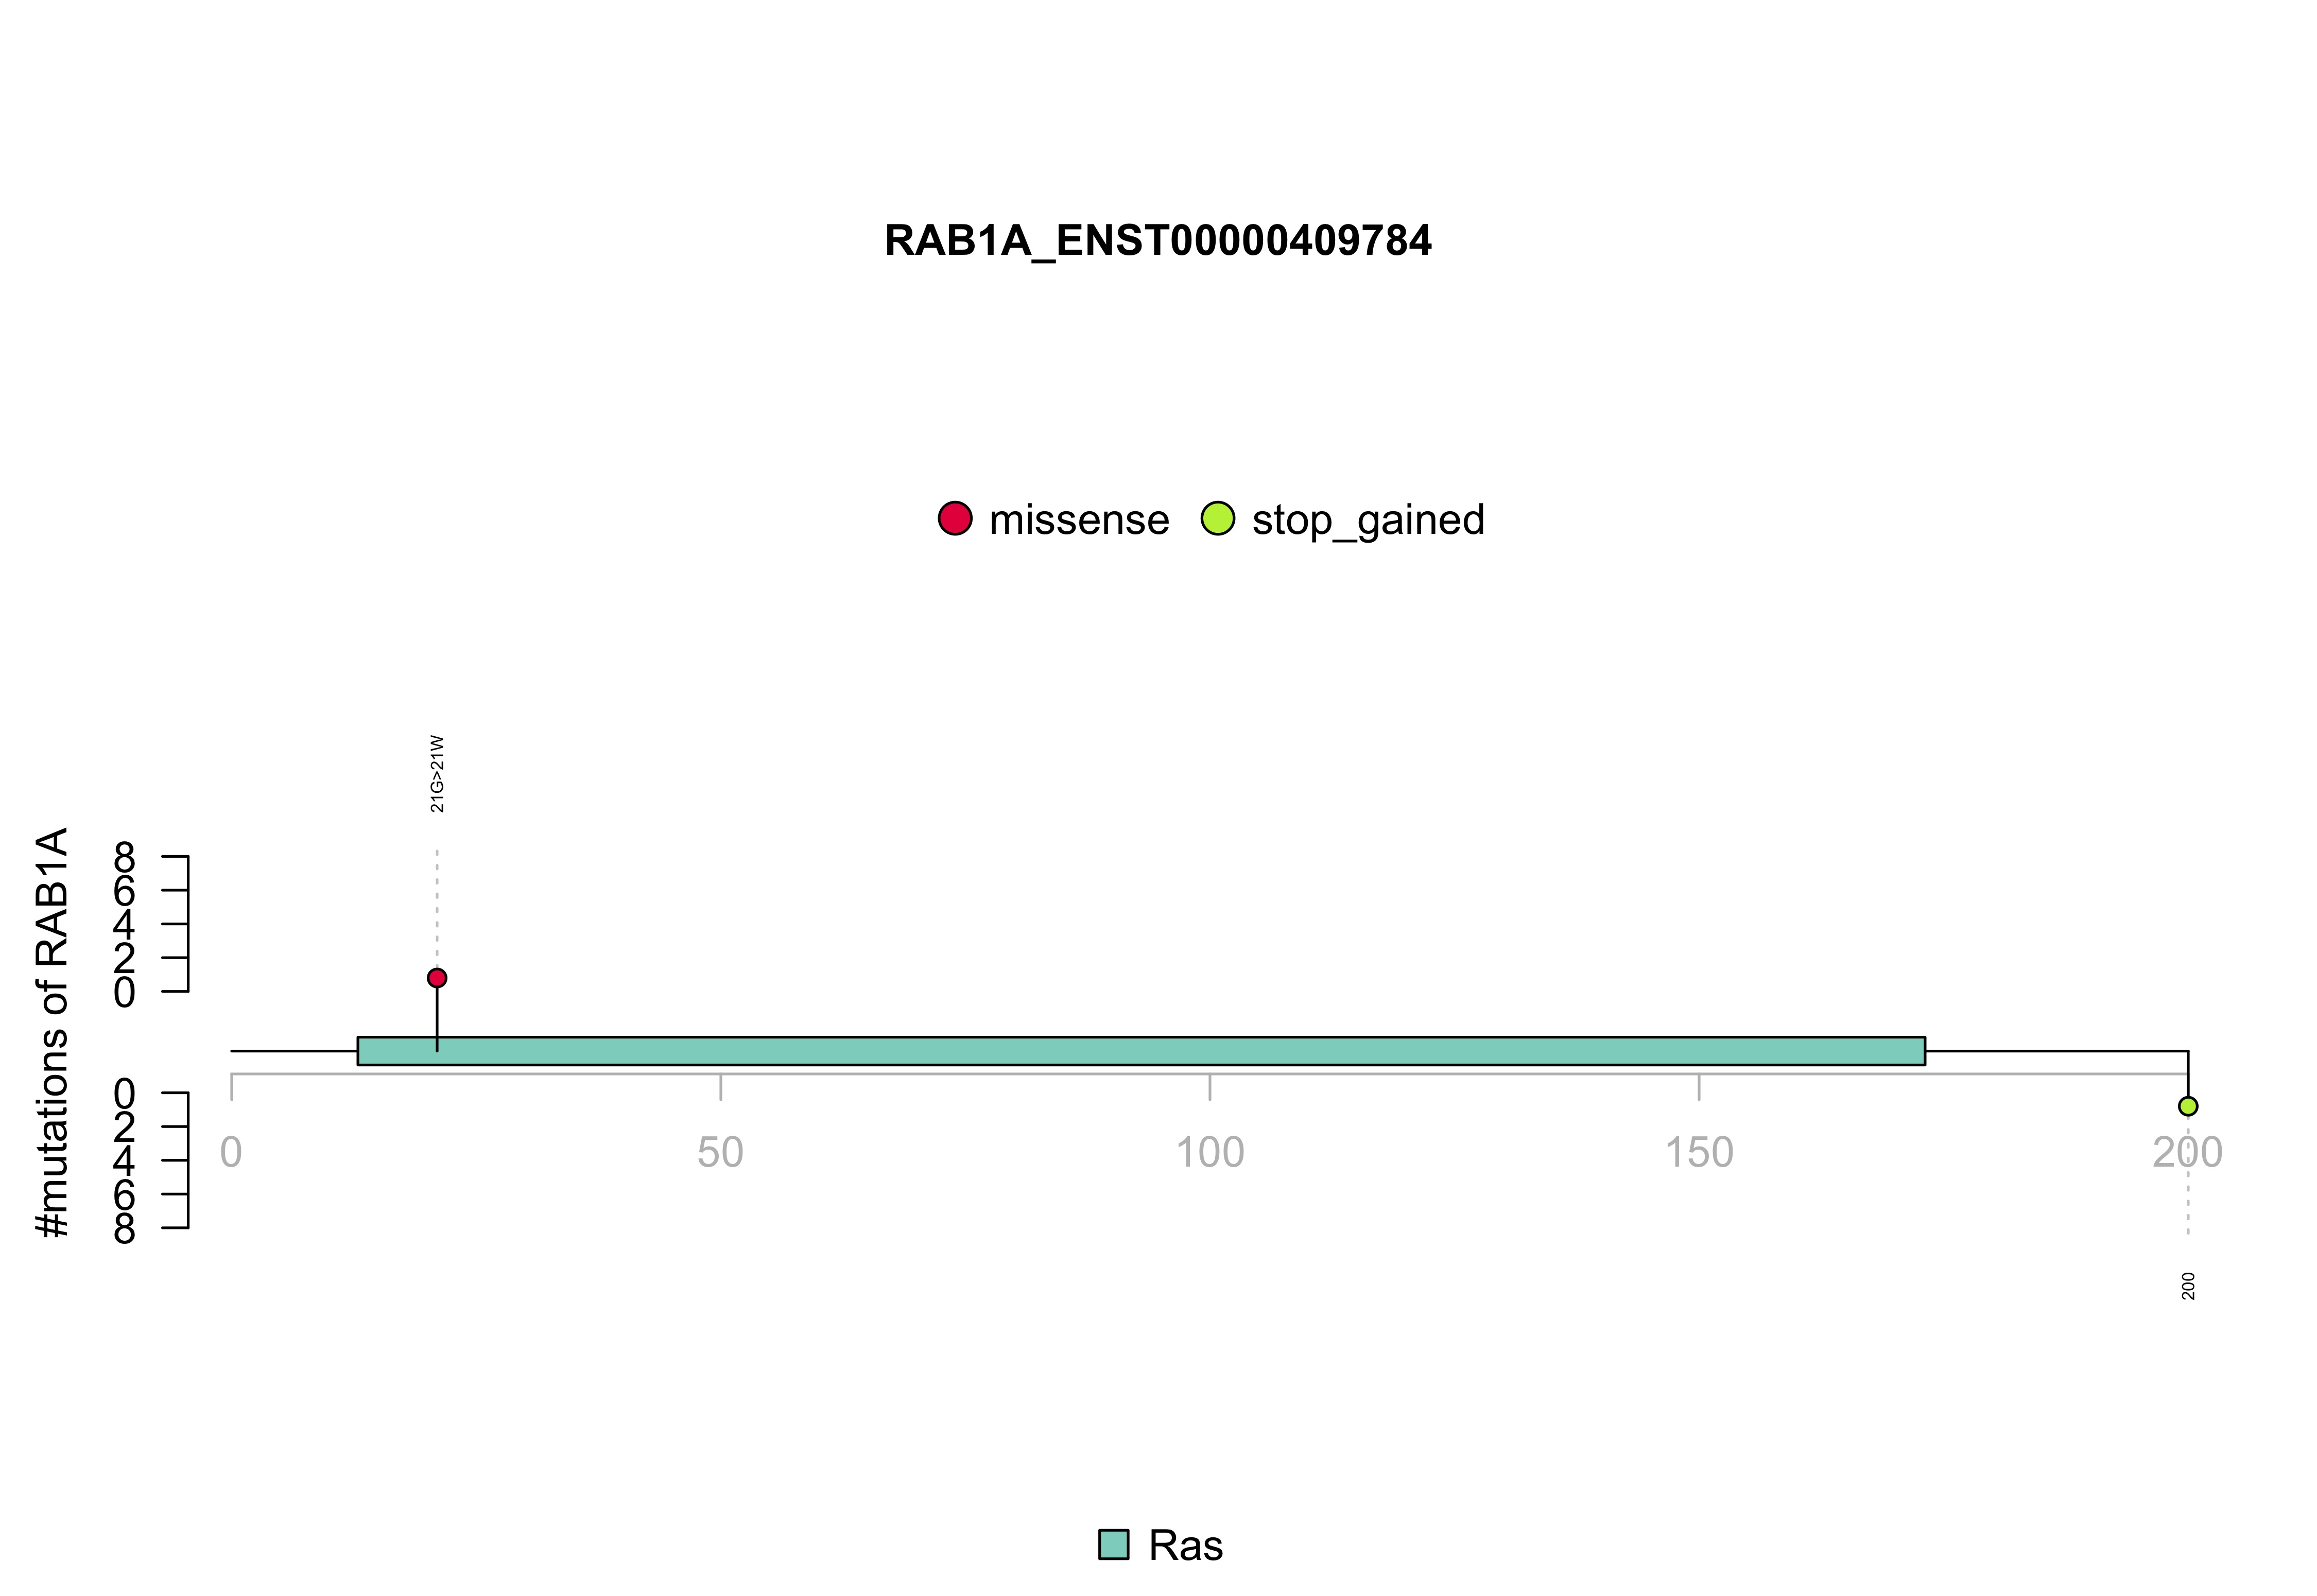 RAB1A_ENST00000409784
missense stop_gained
21G>21W
#mutations of RAB1A
8
6
4
2
0
0
2
4
6
8
0 50 100 150 200
200
Ras